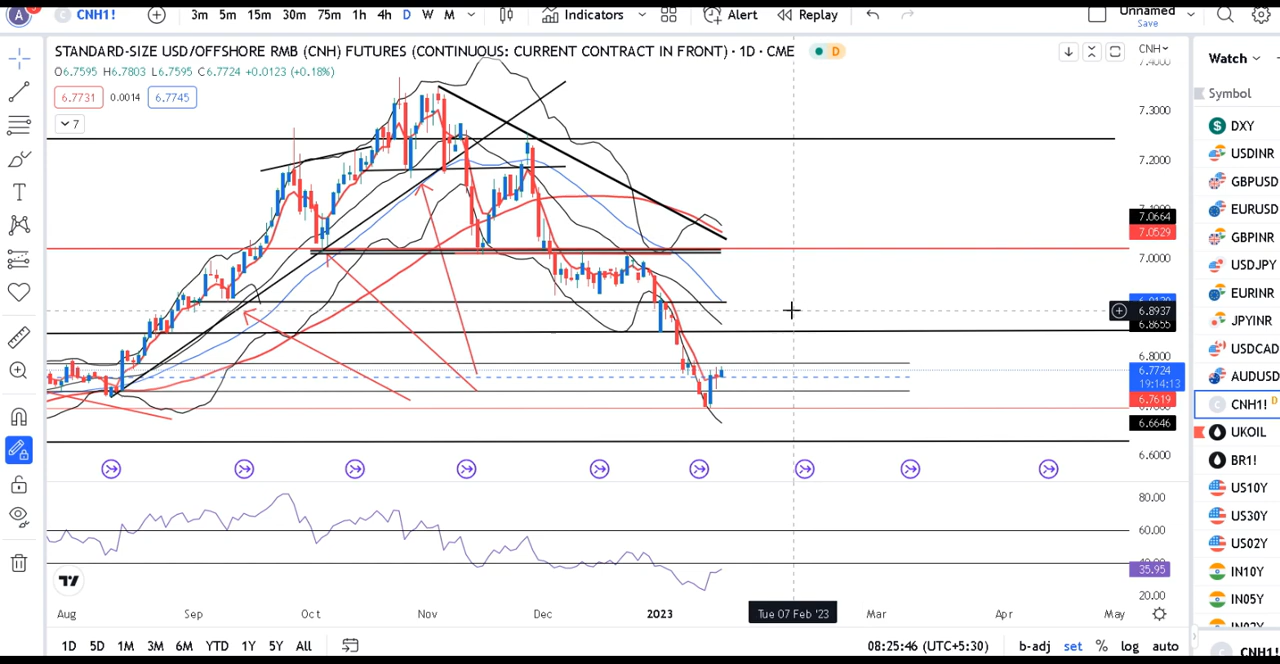 A CNH1! 3m 5m 15m 30m 75m 1h 4h D W M Indicators Alert Replay Unnamed
Save
STANDARD-SIZE USD/OFFSHORE RMB (CNH) FUTURES (CONTINUOUS: CURRENT CONTRACT IN FRONT) · 1D · CME D CNH
O6.7595 H6.7803 L6.7595 C6.7724 +0.0123 (+0.18%)
6.7731 0.0014 6.7745
7
7.4000
7.3000
7.2000
7.1000
7.0664
7.0529
7.0000
6.8937
6.8655
6.8000
6.7724
19:14:13
6.7619
6.6646
6.6000
80.00
60.00
35.95
20.00
Aug Sep Oct Nov Dec 2023 Tue 07 Feb '23 Mar Apr May
1D 5D 1M 3M 6M YTD 1Y 5Y All 08:25:46 (UTC+5:30) b-adj set % log auto
Watch
Symbol
DXY
USDINR
GBPUSD
EURUSD
GBPINR
USDJPY
EURINR
JPYINR
USDCAD
AUDUSD
CNH1! D
UKOIL
BR1!
US10Y
US30Y
US02Y
IN10Y
IN05Y
CNH1!